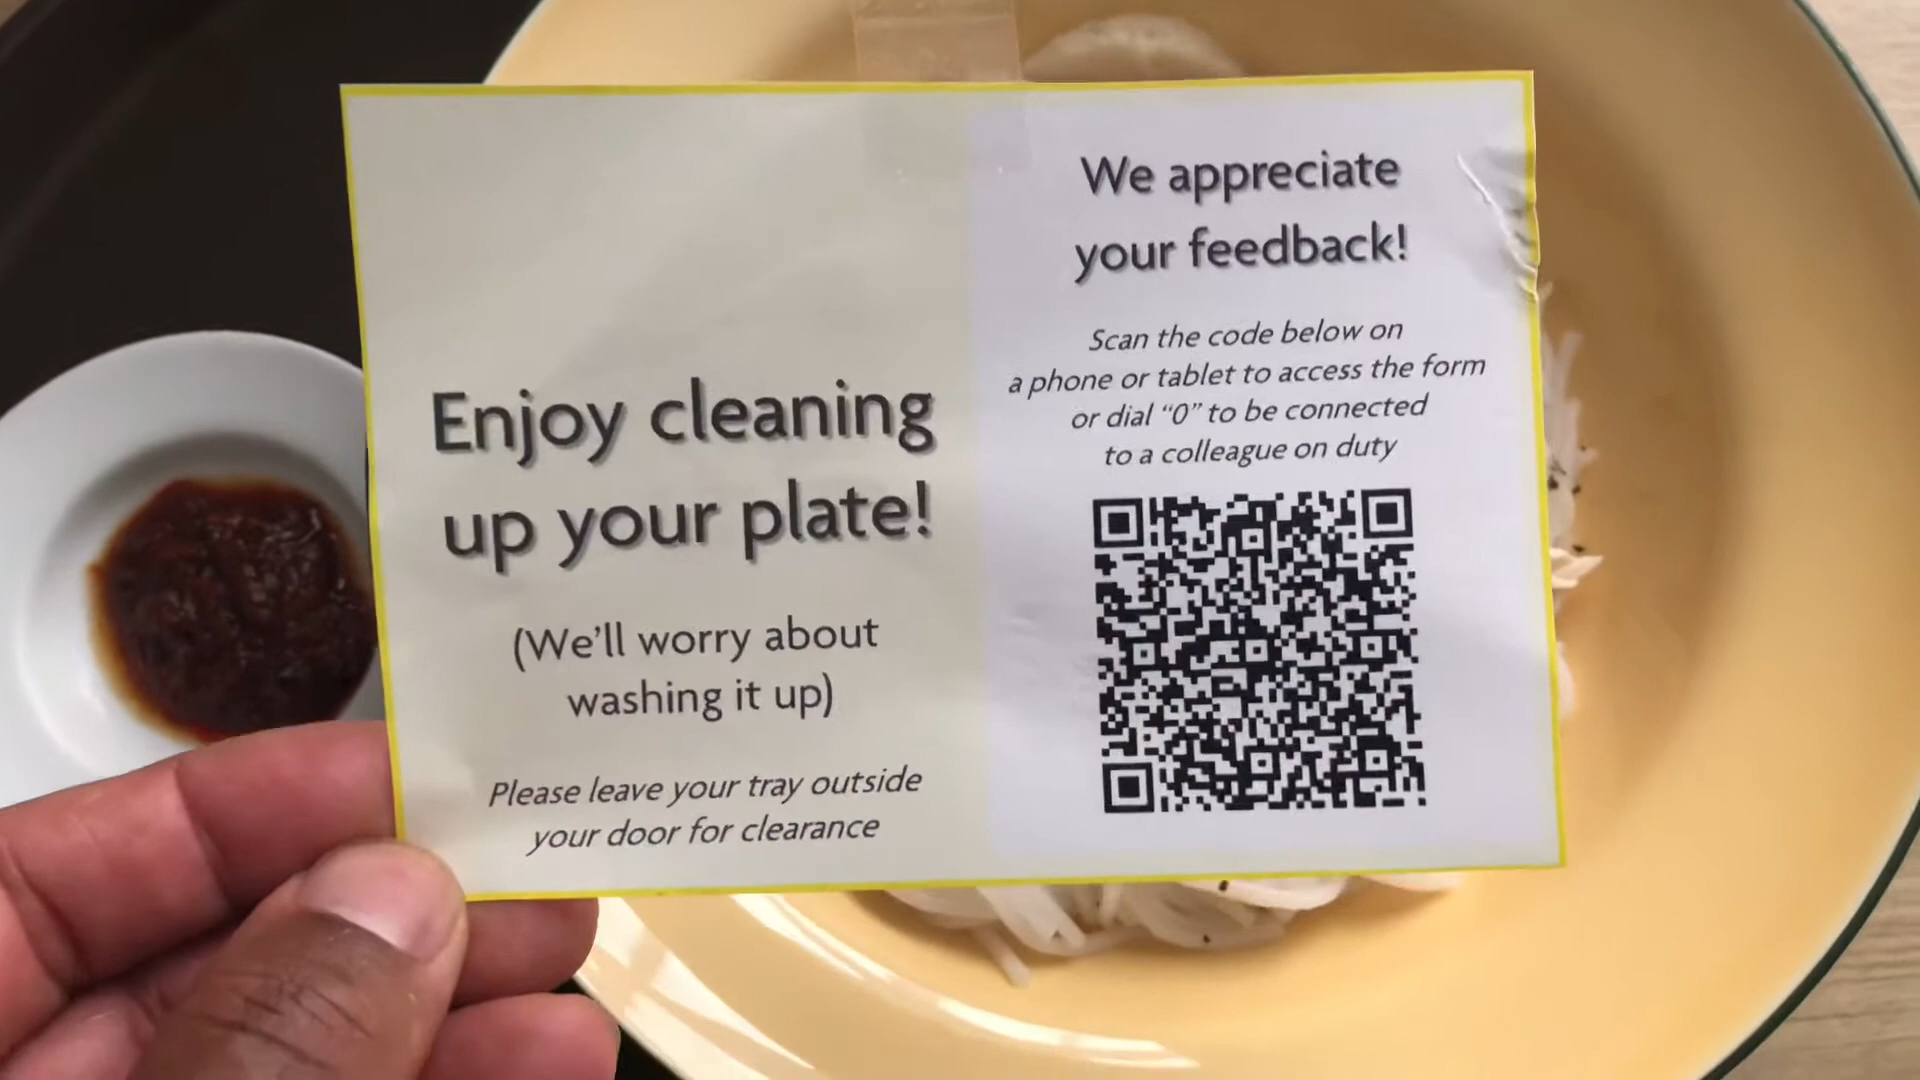 Enjoy cleaning
up your plate!
(We'll worry about
washing it up)
Please leave your tray outside
your door for clearance
We appreciate
your feedback!
Scan the code below on
a phone or tablet to access the form
or dial “0” to be connected
to a colleague on duty